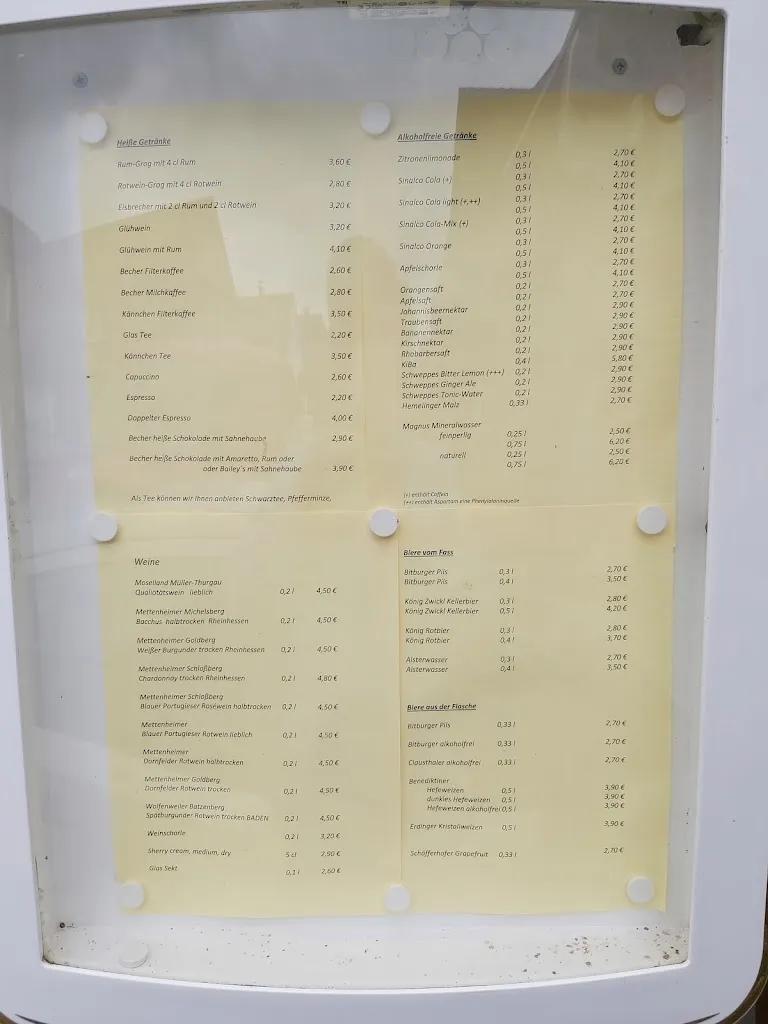 Heiße Getränke
Rum-Grog mit 4 cl Rum 3,60 €
Rotwein-Grog mit 4 cl Rotwein 2,80 €
Eisbrecher mit 2 cl Rum und 2 cl Rotwein 3,20 €
Glühwein 3,20 €
Glühwein mit Rum 4,10 €
Becher Filterkaffee 2,60 €
Becher Milchkaffee 2,80 €
Kännchen Filterkaffee 3,50 €
Glas Tee 2,20 €
Kännchen Tee 3,50 €
Capuccino 2,60 €
Espresso 2,20 €
Doppelter Espresso 4,00 €
Becher heiße Schokolade mit Sahnehaube 2,90 €
Becher heiße Schokolade mit Amaretto, Rum oder
oder Bailey´s mit Sahnehaube 3,90 €
Als Tee können wir Ihnen anbieten Schwarztee, Pfefferminze,
Alkoholfreie Getränke
Zitronenlimonade 0,3 l 2,70 €
0,5 l 4,10 €
Sinalco Cola (+) 0,3 l 2,70 €
0,5 l 4,10 €
Sinalco Cola light (+,++) 0,3 l 2,70 €
0,5 l 4,10 €
Sinalco Cola-Mix (+) 0,3 l 2,70 €
0,5 l 4,10 €
Sinalco Orange 0,3 l 2,70 €
0,5 l 4,10 €
Apfelschorle 0,3 l 2,70 €
0,5 l 4,10 €
Orangensaft 0,2 l 2,70 €
Apfelsaft 0,2 l 2,70 €
Johannisbeernektar 0,2 l 2,90 €
Traubensaft 0,2 l 2,90 €
Bananennektar 0,2 l 2,90 €
Kirschnektar 0,2 l 2,90 €
Rhabarbersaft 0,2 l 2,90 €
KiBa 0,4 l 5,80 €
Schweppes Bitter Lemon (+++) 0,2 l 2,90 €
Schweppes Ginger Ale 0,2 l 2,90 €
Schweppes Tonic-Water 0,2 l 2,90 €
Hemelinger Malz 0,33 l 2,70 €
Magnus Mineralwasser
feinperlig 0,25 l 2,50 €
0,75 l 6,20 €
naturell 0,25 l 2,50 €
0,75 l 6,20 €
(+) enthält Coffein
(++) enthält Aspartam eine Phenylalaninquelle
Weine
Moselland Müller-Thurgau
Qualitätswein lieblich 0,2 l 4,50 €
Mettenheimer Michelsberg
Bacchus halbtrocken Rheinhessen 0,2 l 4,50 €
Mettenheimer Goldberg
Weißer Burgunder trocken Rheinhessen 0,2 l 4,50 €
Mettenheimer Schloßberg
Chardonnay trocken Rheinhessen 0,2 l 4,80 €
Mettenheimer Schloßberg
Blauer Portugieser Roséwein halbtrocken 0,2 l 4,50 €
Mettenheimer
Blauer Portugieser Rotwein lieblich 0,2 l 4,50 €
Mettenheimer
Dornfelder Rotwein halbtrocken 0,2 l 4,50 €
Mettenheimer Goldberg
Dornfelder Rotwein trocken 0,2 l 4,50 €
Wolfenweiler Batzenberg
Spätburgunder Rotwein trocken BADEN 0,2 l 4,50 €
Weinschorle 0,2 l 3,20 €
Sherry cream, medium, dry 5 cl 2,90 €
Glas Sekt 0,1 l 2,60 €
Biere vom Fass
Bitburger Pils 0,3 l 2,70 €
Bitburger Pils 0,4 l 3,50 €
König Zwickl Kellerbier 0,3 l 2,80 €
König Zwickl Kellerbier 0,5 l 4,20 €
König Rotbier 0,3 l 2,80 €
König Rotbier 0,4 l 3,70 €
Alsterwasser 0,3 l 2,70 €
Alsterwasser 0,4 l 3,50 €
Biere aus der Flasche
Bitburger Pils 0,33 l 2,70 €
Bitburger alkoholfrei 0,33 l 2,70 €
Clausthaler alkoholfrei 0,33 l 2,70 €
Benediktiner
Hefeweizen 0,5 l 3,90 €
dunkles Hefeweizen 0,5 l 3,90 €
Hefeweizen alkoholfrei 0,5 l 3,90 €
Erdinger Kristallweizen 0,5 l 3,90 €
Schöfferhofer Grapefruit 0,33 l 2,70 €